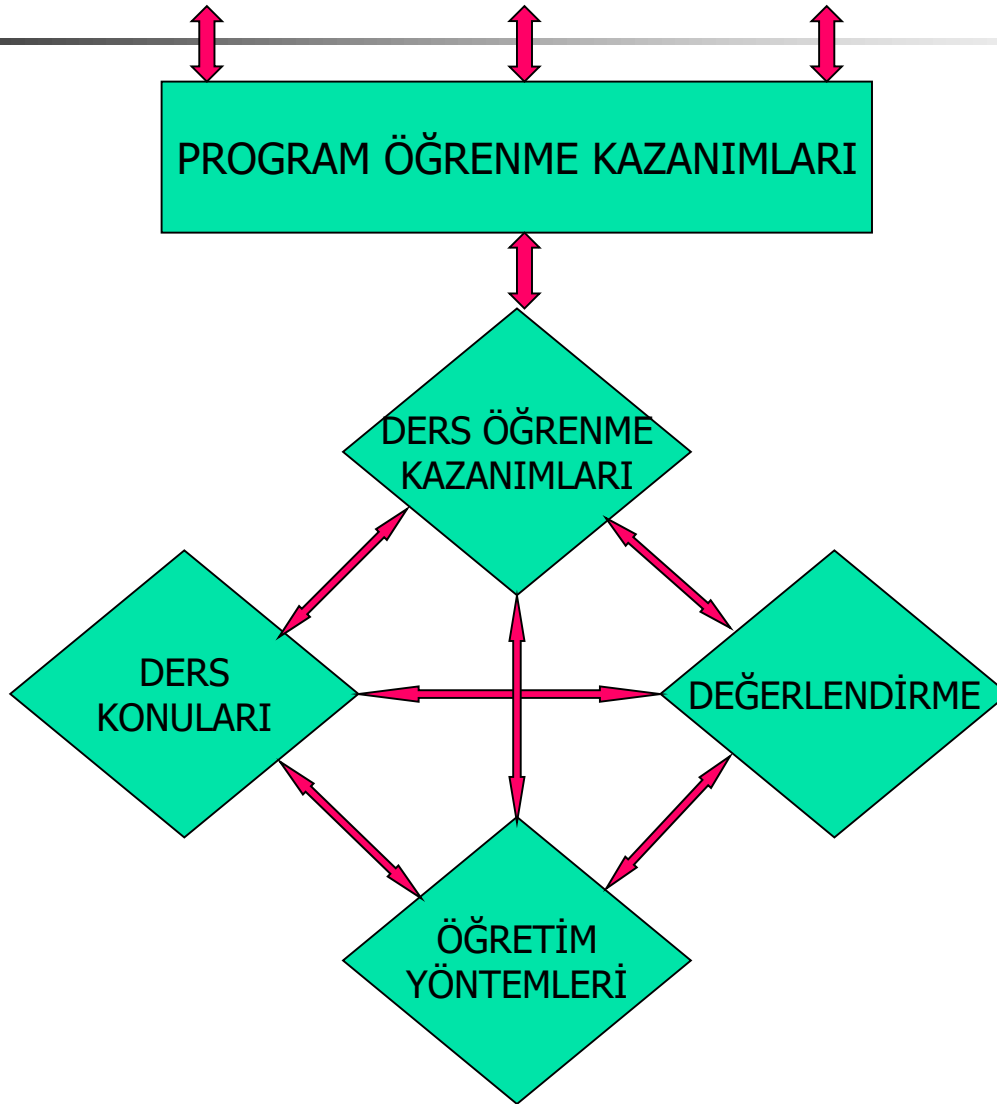 PROGRAM ÖĞRENME KAZANIMLARI
DERS ÖĞRENME
KAZANIMLARI
DERS
KONULARI
DEĞERLENDİRME
ÖĞRETİM
YÖNTEMLERİ